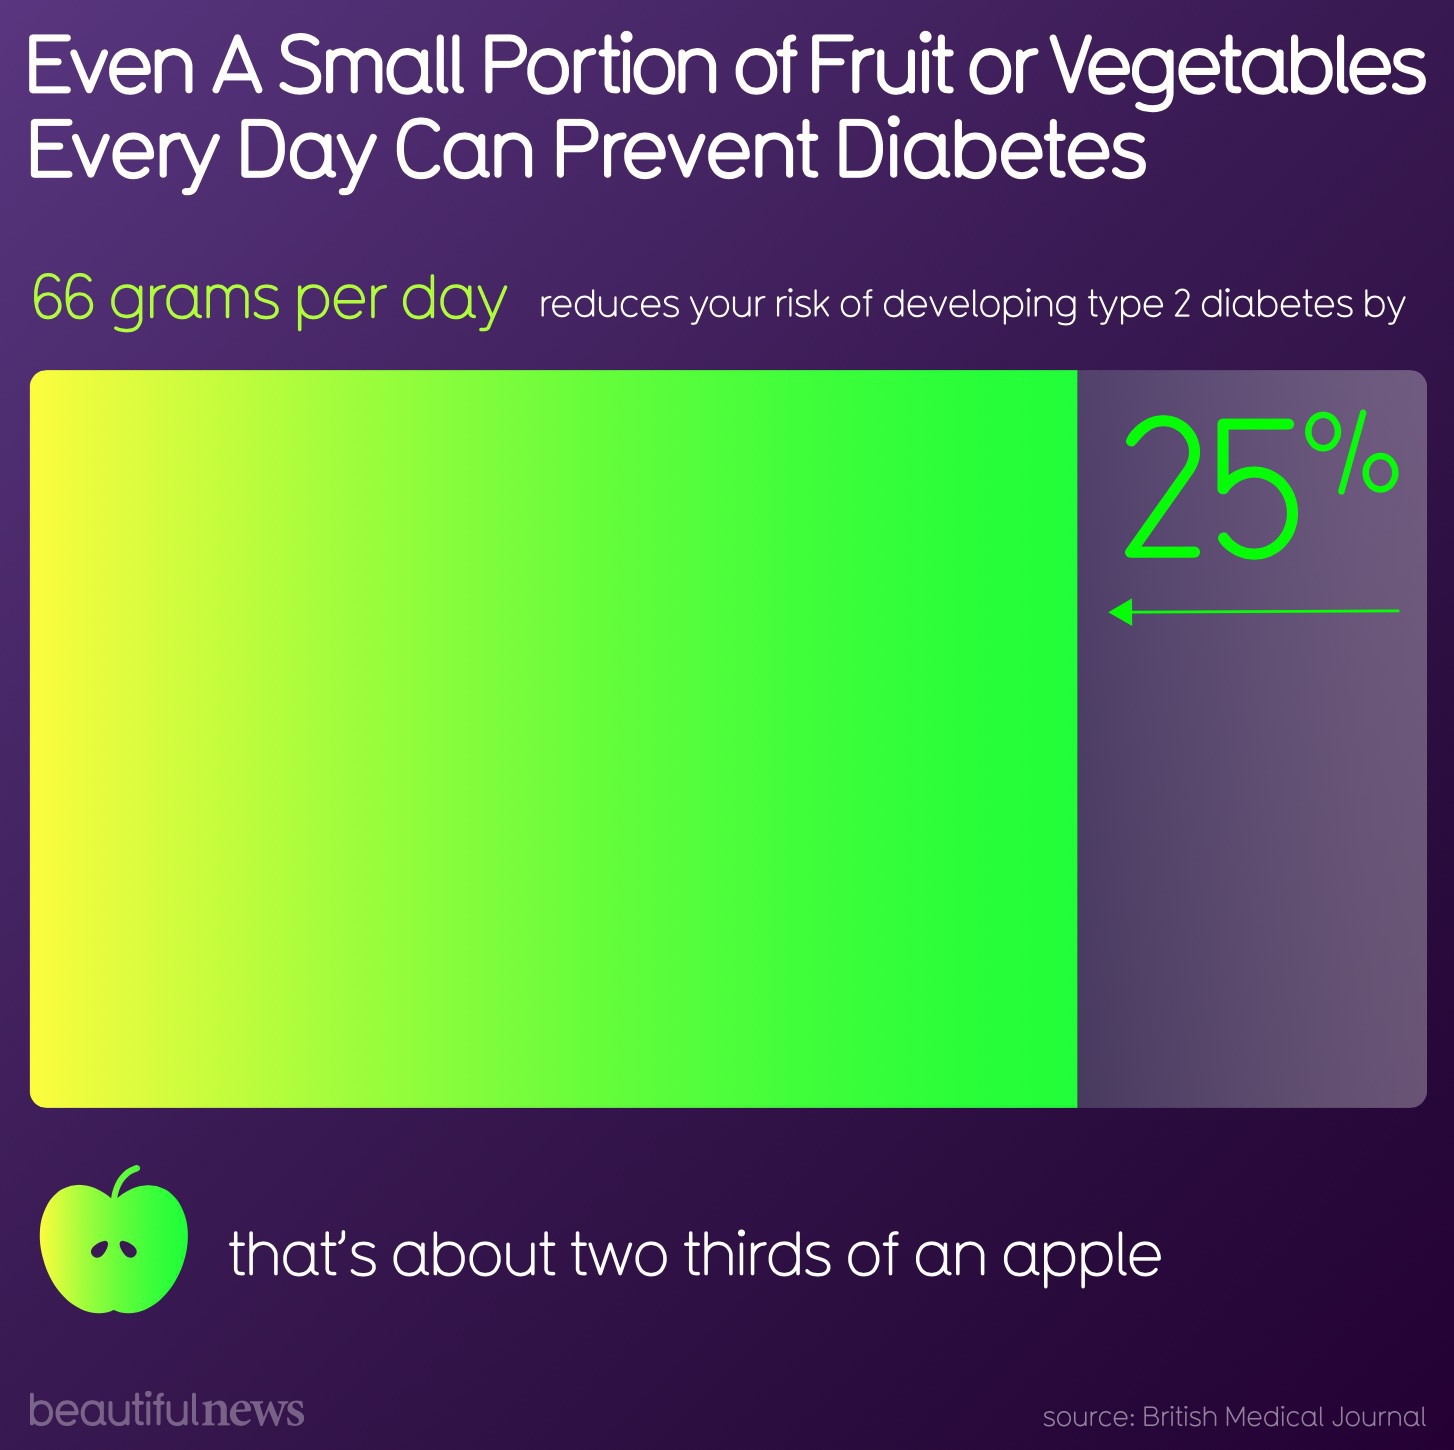 Even A Small Portion of Fruit or Vegetables
Every Day Can Prevent Diabetes
66 grams per day reduces your risk of developing type 2 diabetes by
25%
that's about two thirds of an apple
beautifulnews
source: British Medical Journal